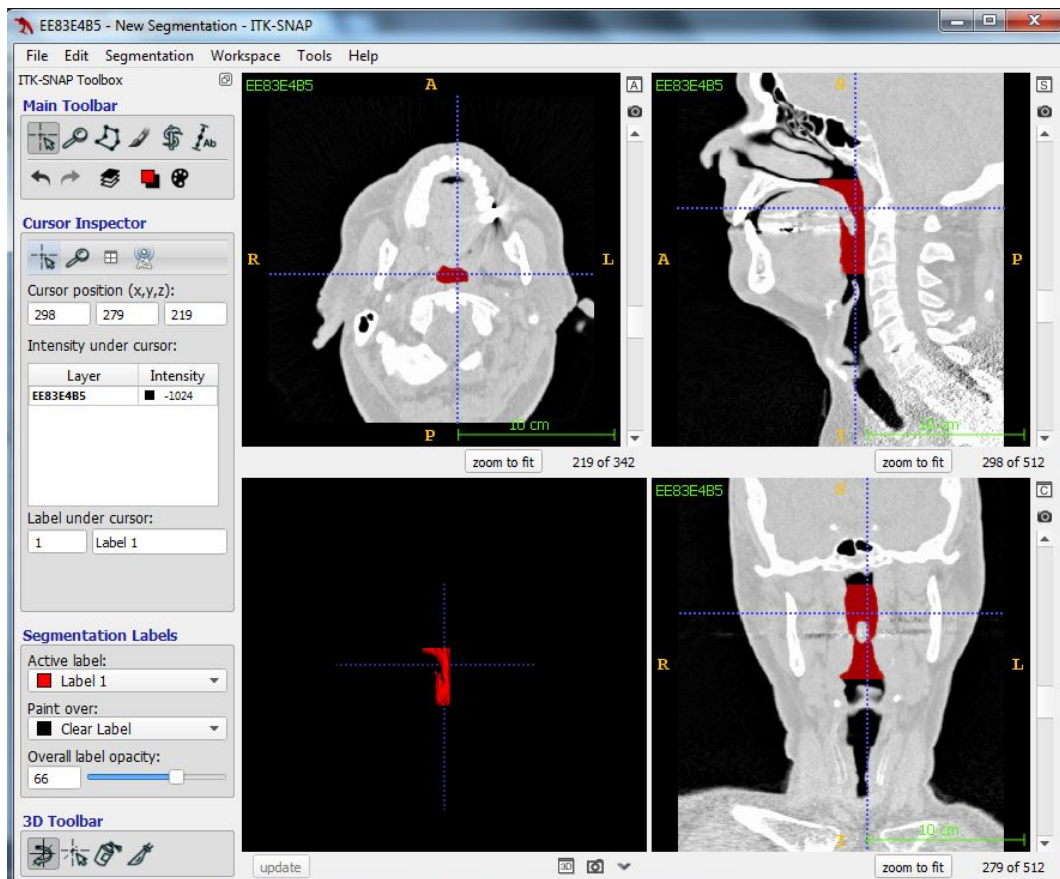 EE83E4B5 - New Segmentation - ITK-SNAP
File Edit Segmentation Workspace Tools Help
ITK-SNAP Toolbox
Main Toolbar
Ab
Cursor Inspector
Cursor position (x,y,z):
298 279 219
Intensity under cursor:
Layer Intensity
EE83E4B5 -1024
Label under cursor:
1 Label 1
Segmentation Labels
Active label:
Label 1
Paint over:
Clear Label
Overall label opacity:
66
3D Toolbar
EE83E4B5
A
R
L
P
10 cm
A
zoom to fit 219 of 342
EE83E4B5
S
A
P
I
10 cm
S
zoom to fit 298 of 512
update 3D
EE83E4B5
S
R
L
I
10 cm
C
zoom to fit 279 of 512